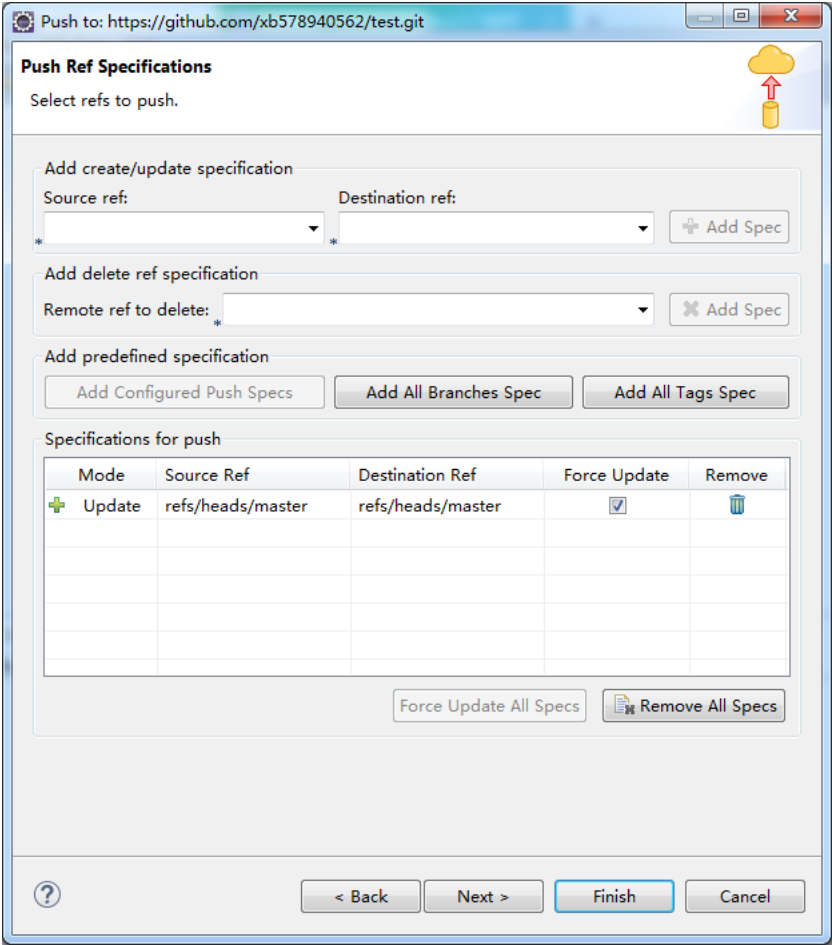 Push to: https://github.com/xb578940562/test.git
Push Ref Specifications
Select refs to push.
Add create/update specification
Source ref: Destination ref:
* * Add Spec
Add delete ref specification
Remote ref to delete: * Add Spec
Add predefined specification
Add Configured Push Specs Add All Branches Spec Add All Tags Spec
Specifications for push
Mode Source Ref Destination Ref Force Update Remove
Update refs/heads/master refs/heads/master
Force Update All Specs Remove All Specs
? < Back Next > Finish Cancel